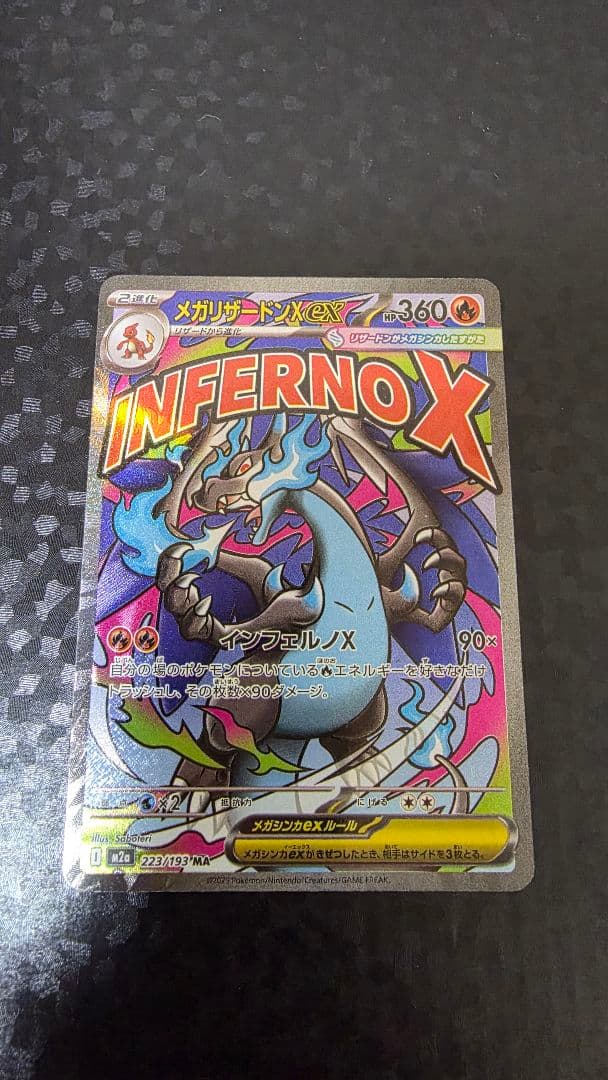 2進化
メガリザードンXex
HP360
リザードから進化
リザードンがメガシンカしたすがた
INFERNO X
インフェルノX 90×
自分の場のポケモンについている炎エネルギーを好きなだけ
トラッシュし、その枚数×90ダメージ。
×2 抵抗力 にげる
メガシンカexルール
メガシンカexがきぜつしたとき、相手はサイドを3枚とる。
Illus. Saboteri
I M2a 223/193 MA
©2025 Pokémon/Nintendo/Creatures/GAME FREAK.